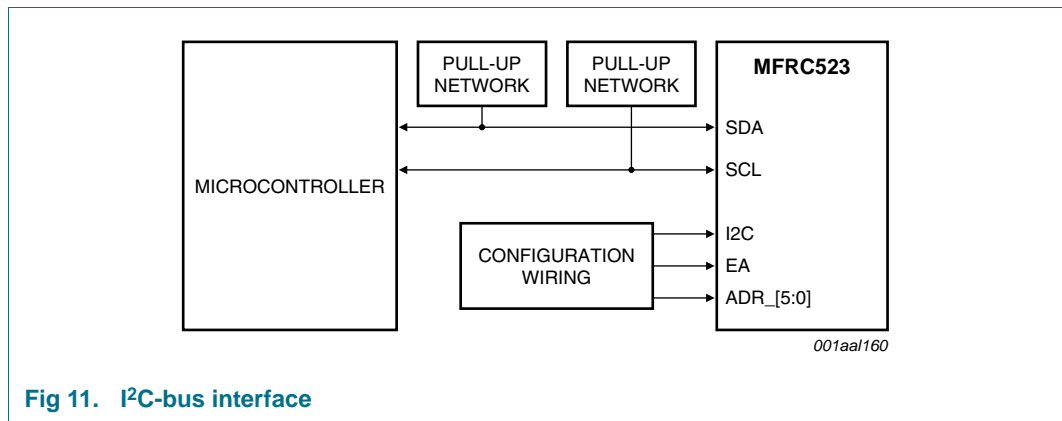 PULL-UP
NETWORK
PULL-UP
NETWORK
MFRC523
SDA
MICROCONTROLLER
SCL
CONFIGURATION
WIRING
I2C
EA
ADR_[5:0]
001aal160
Fig 11. I²C-bus interface